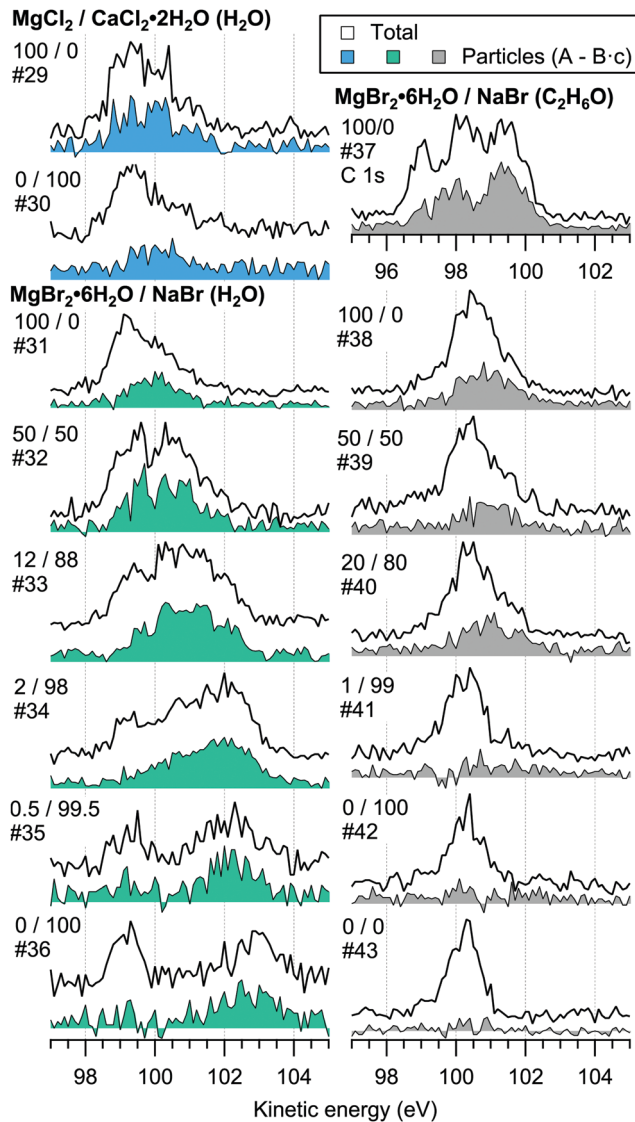 MgCl₂ / CaCl₂•2H₂O (H₂O)
100 / 0
#29
0 / 100
#30
MgBr₂•6H₂O / NaBr (H₂O)
100 / 0
#31
50 / 50
#32
12 / 88
#33
2 / 98
#34
0.5 / 99.5
#35
0 / 100
#36
98 100 102 104
Total
Particles (A - B·c)
MgBr₂•6H₂O / NaBr (C₂H₆O)
100/0
#37
C 1s
96 98 100 102
100 / 0
#38
50 / 50
#39
20 / 80
#40
1 / 99
#41
0 / 100
#42
0 / 0
#43
98 100 102 104
Kinetic energy (eV)